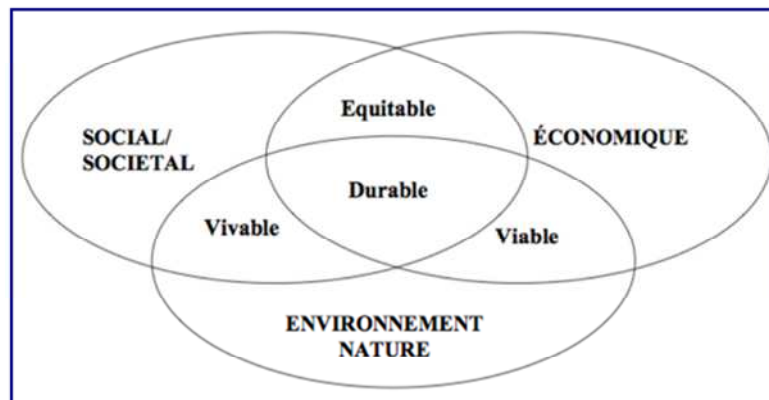 Equitable
SOCIAL/
SOCIETAL
ÉCONOMIQUE
Durable
Vivable
Viable
ENVIRONNEMENT
NATURE